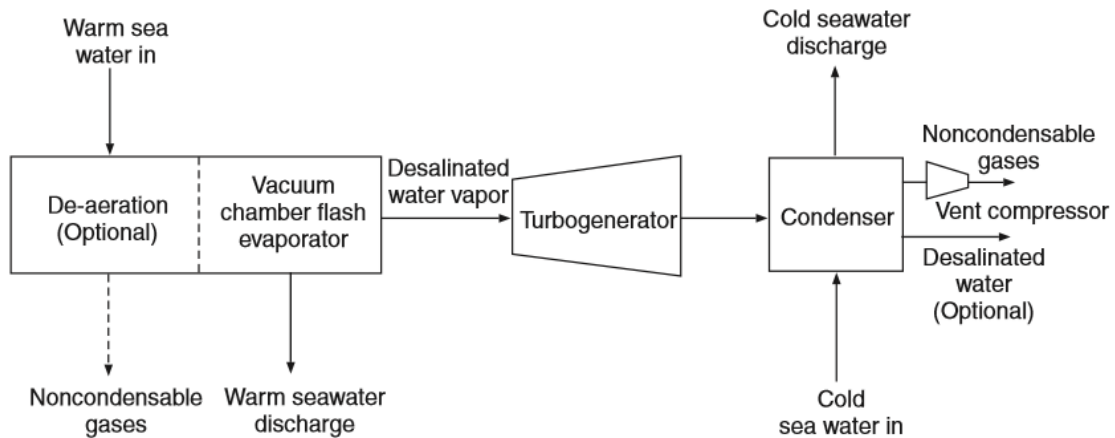 Warm sea
water in
De-aeration
(Optional)
Noncondensable
gases
Vacuum
chamber flash
evaporator
Warm seawater
discharge
Desalinated
water vapor
Turbogenerator
Cold seawater
discharge
Condenser
Cold
sea water in
Noncondensable
gases
Vent compressor
Desalinated
water
(Optional)